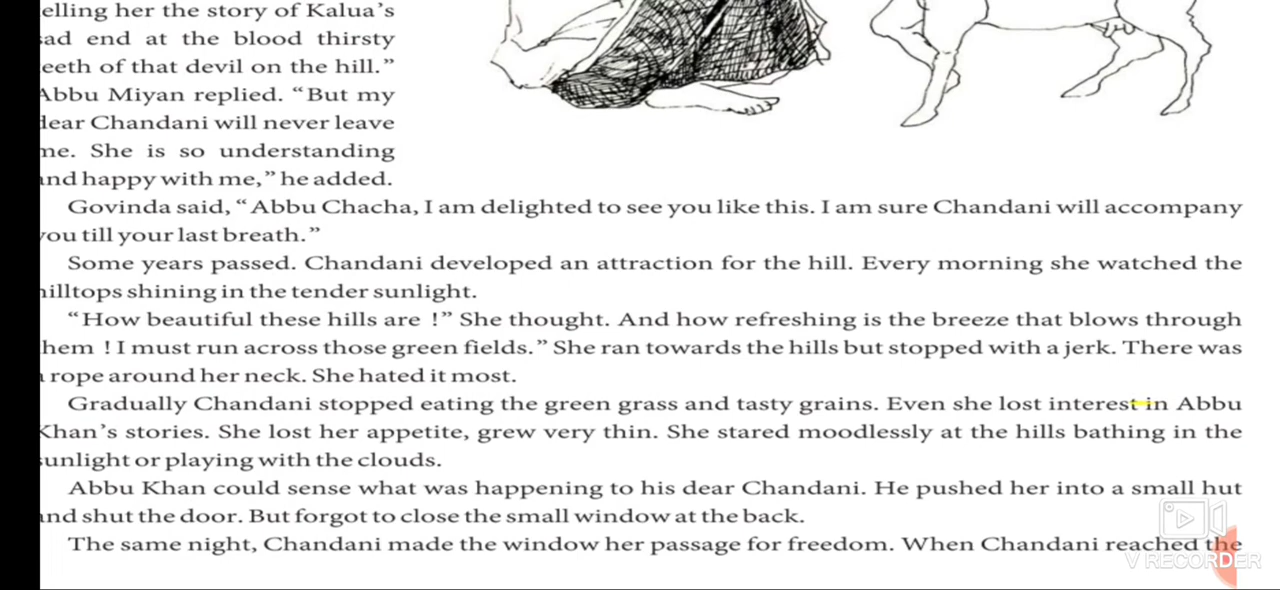 elling her the story of Kalua's
sad end at the blood thirsty
eeth of that devil on the hill."
Abbu Miyan replied. "But my
dear Chandani will never leave
me. She is so understanding
and happy with me," he added.
Govinda said, "Abbu Chacha, I am delighted to see you like this. I am sure Chandani will accompany
you till your last breath."
Some years passed. Chandani developed an attraction for the hill. Every morning she watched the
hilltops shining in the tender sunlight.
"How beautiful these hills are !" She thought. And how refreshing is the breeze that blows through
hem ! I must run across those green fields." She ran towards the hills but stopped with a jerk. There was
a rope around her neck. She hated it most.
Gradually Chandani stopped eating the green grass and tasty grains. Even she lost interest in Abbu
Khan's stories. She lost her appetite, grew very thin. She stared moodlessly at the hills bathing in the
sunlight or playing with the clouds.
Abbu Khan could sense what was happening to his dear Chandani. He pushed her into a small hut
and shut the door. But forgot to close the small window at the back.
The same night, Chandani made the window her passage for freedom. When Chandani reached the
V RECORDER